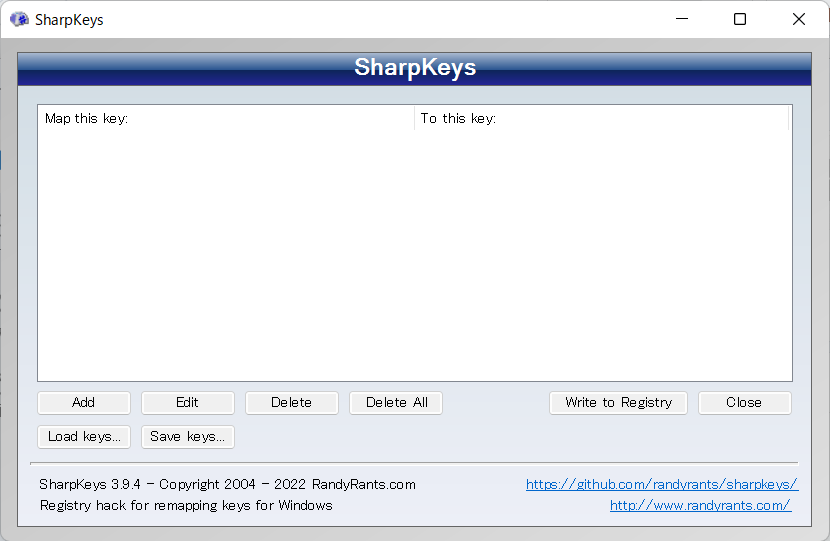 SharpKeys
SharpKeys
Map this key: To this key:
Add Edit Delete Delete All Write to Registry Close
Load keys... Save keys...
SharpKeys 3.9.4 - Copyright 2004 - 2022 RandyRants.com https://github.com/randyrants/sharpkeys/
Registry hack for remapping keys for Windows http://www.randyrants.com/